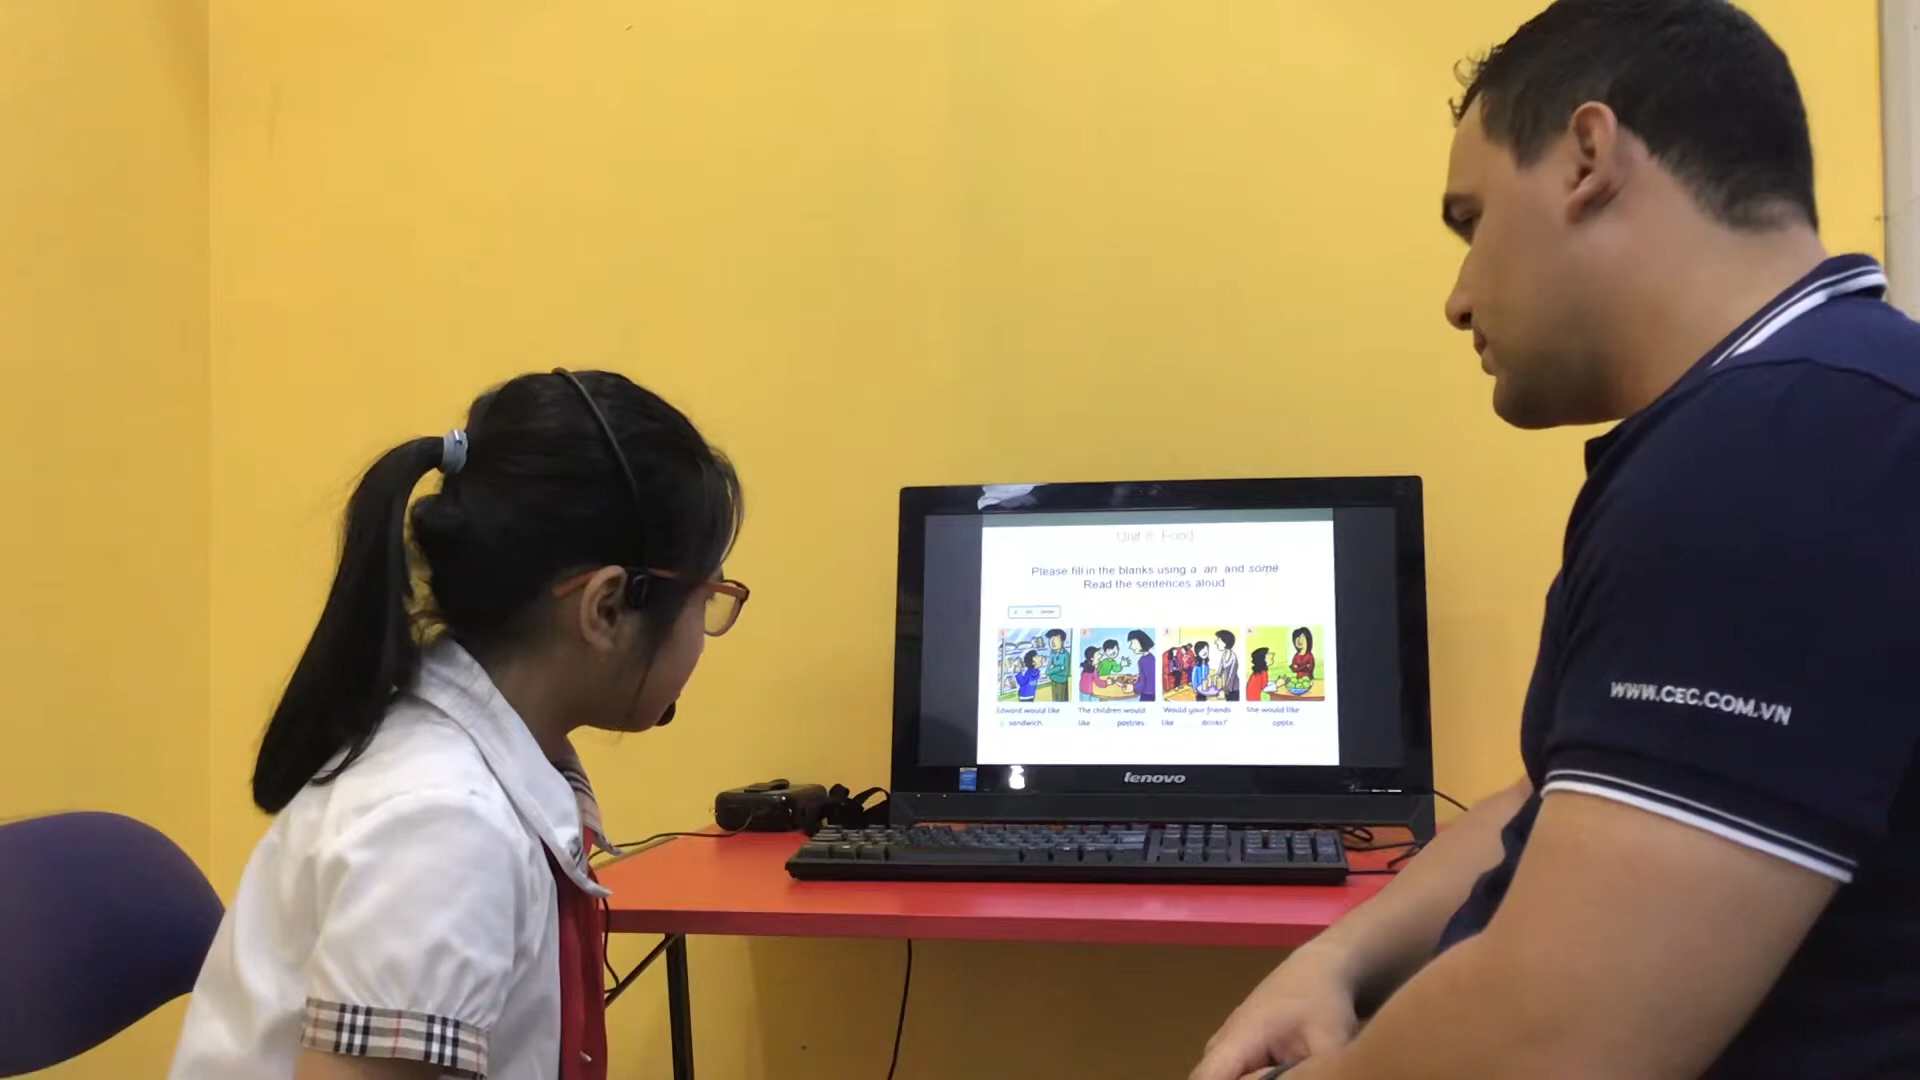 Unit 8: Food
Please fill in the blanks using a an and some
Read the sentences aloud
a an some
Edward would like
a sandwich.
The children would
like pastries.
Would your friends
like drinks?
She would like
apple.
lenovo
WWW.CEC.COM.VN